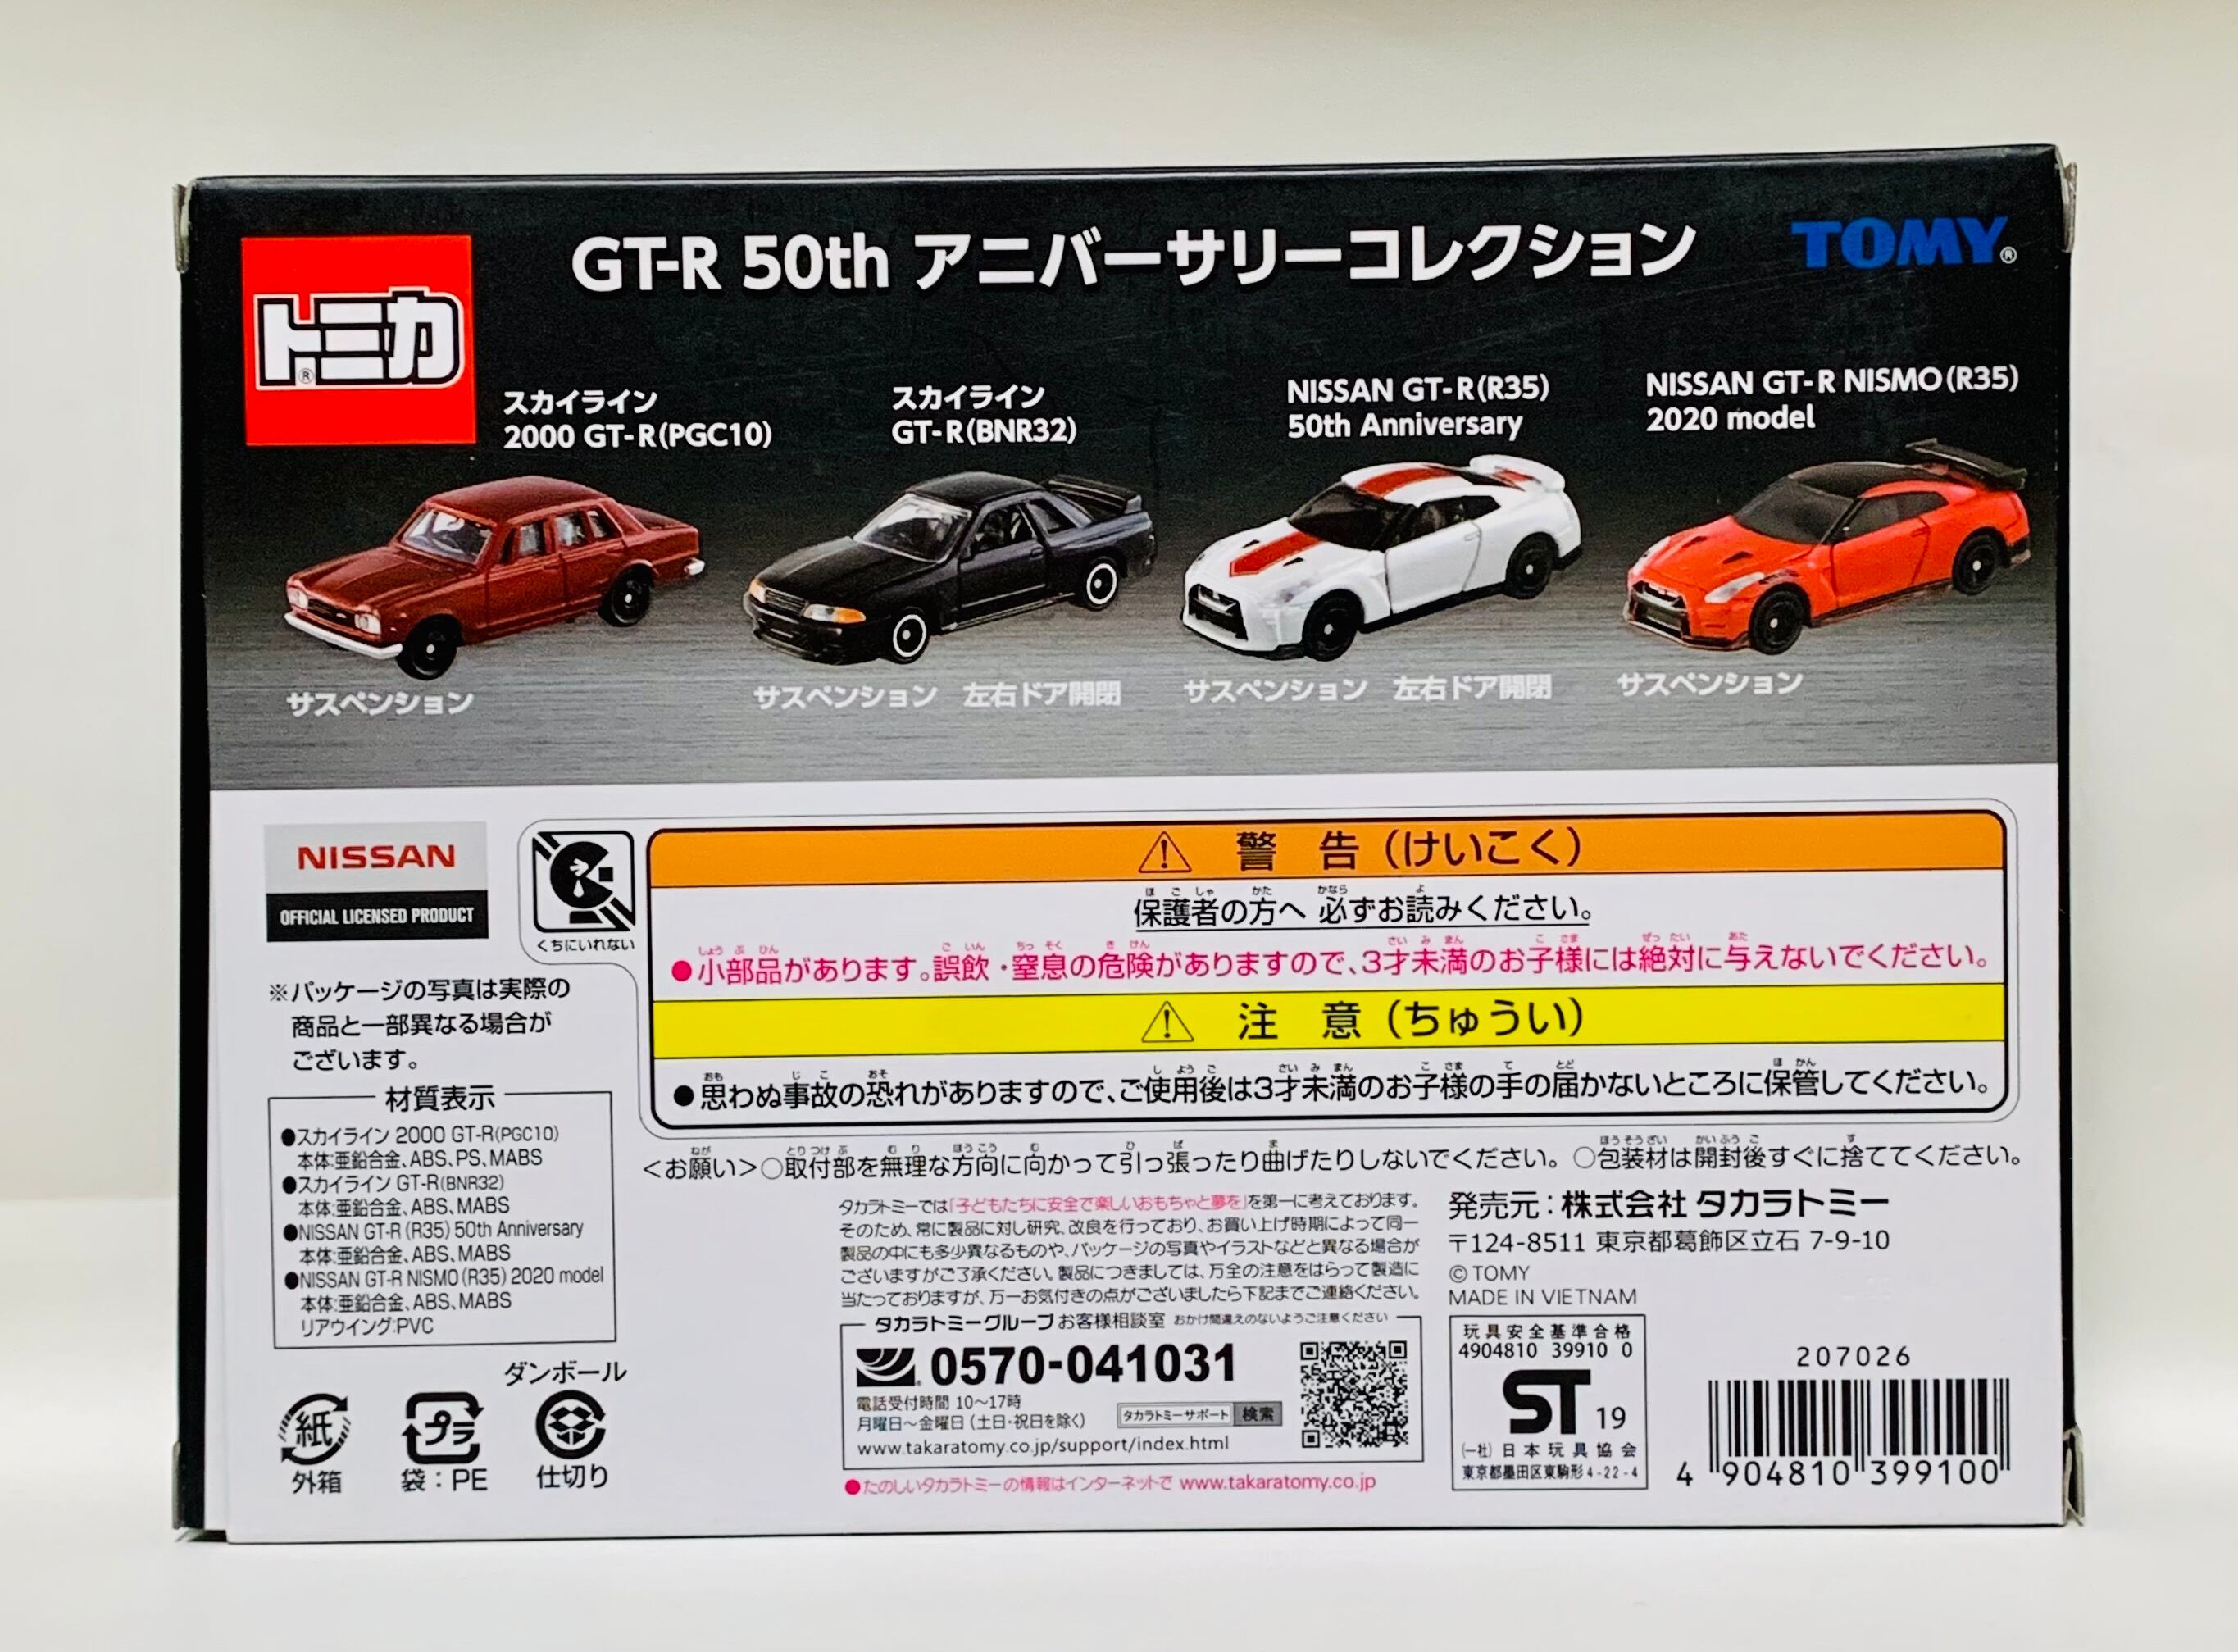 GT-R 50th アニバーサリーコレクション
TOMY®
トミカ®
スカイライン
2000 GT-R(PGC10)
スカイライン
GT-R(BNR32)
NISSAN GT-R(R35)
50th Anniversary
NISSAN GT-R NISMO(R35)
2020 model
サスペンション
サスペンション 左右ドア開閉
サスペンション 左右ドア開閉
サスペンション
NISSAN
OFFICIAL LICENSED PRODUCT
※パッケージの写真は実際の
商品と一部異なる場合が
ございます。
くちにいれない
警 告(けいこく)
保護者の方へ 必ずお読みください。
●小部品があります。誤飲・窒息の危険がありますので、3才未満のお子様には絶対に与えないでください。
注 意(ちゅうい)
●思わぬ事故の恐れがありますので、ご使用後は3才未満のお子様の手の届かないところに保管してください。
<お願い>○取付部を無理な方向に向かって引っ張ったり曲げたりしないでください。○包装材は開封後すぐに捨ててください。
材質表示
●スカイライン 2000 GT-R(PGC10)
本体:亜鉛合金、ABS、PS、MABS
●スカイライン GT-R(BNR32)
本体:亜鉛合金、ABS、MABS
●NISSAN GT-R (R35) 50th Anniversary
本体:亜鉛合金、ABS、MABS
●NISSAN GT-R NISMO(R35) 2020 model
本体:亜鉛合金、ABS、MABS
リアウイング:PVC
紙
外箱
プラ
袋:PE
ダンボール
仕切り
タカラトミーでは「子どもたちに安全で楽しいおもちゃと夢を」を第一に考えております。
そのため、常に製品に対し研究、改良を行っており、お買い上げ時期によって同一
製品の中にも多少異なるものや、パッケージの写真やイラストなどと異なる場合が
ございますがご了承ください。製品につきましては、万全の注意をはらって製造に
当たっておりますが、万一お気付きの点がございましたら下記までご連絡ください。
タカラトミーグループ お客様相談室 おかけ間違えのないようご注意ください
0570-041031
電話受付時間 10〜17時
月曜日〜金曜日(土日・祝日を除く)
タカラトミーサポート 検索
www.takaratomy.co.jp/support/index.html
●たのしいタカラトミーの情報はインターネットで www.takaratomy.co.jp
発売元:株式会社 タカラトミー
〒124-8511 東京都葛飾区立石 7-9-10
© TOMY
MADE IN VIETNAM
玩具安全基準合格
4904810 39910 0
ST 19
(一社)日本玩具協会
東京都墨田区東駒形4-22-4
207026
4 904810 399100